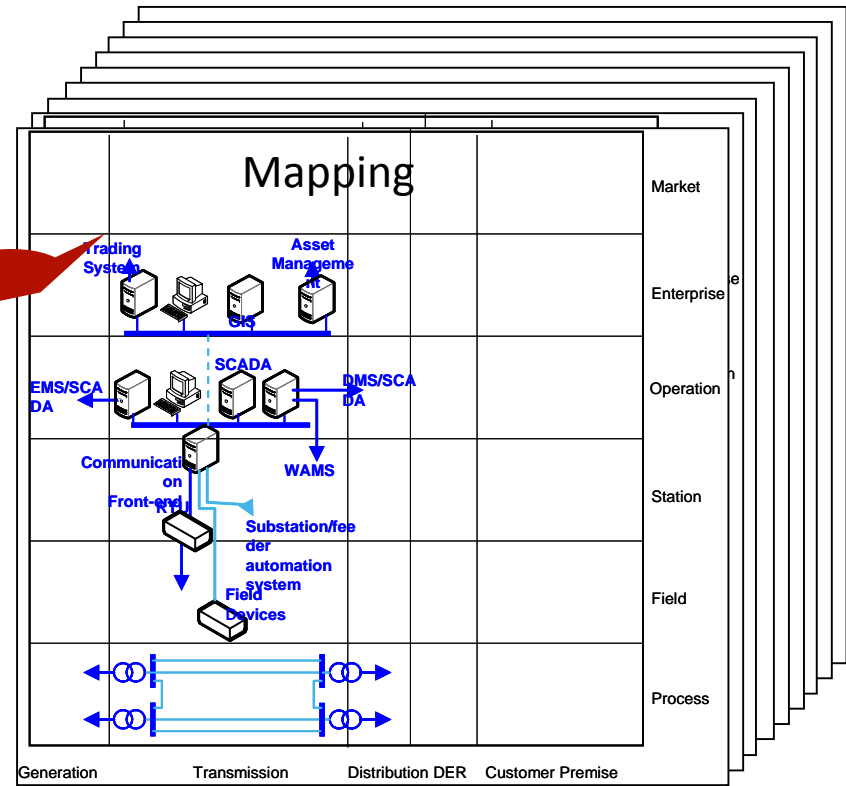 Mapping
Market
Trading
System
Asset
Manageme
nt
GIS
Enterprise
e
SCADA
EMS/SCA
DA
DMS/SCA
DA
Operation
n
Communicati
on
Front-end
RTU
WAMS
Station
Substation/fee
der
automation
system
Field
Devices
Field
Process
Generation
Transmission
Distribution DER
Customer Premise